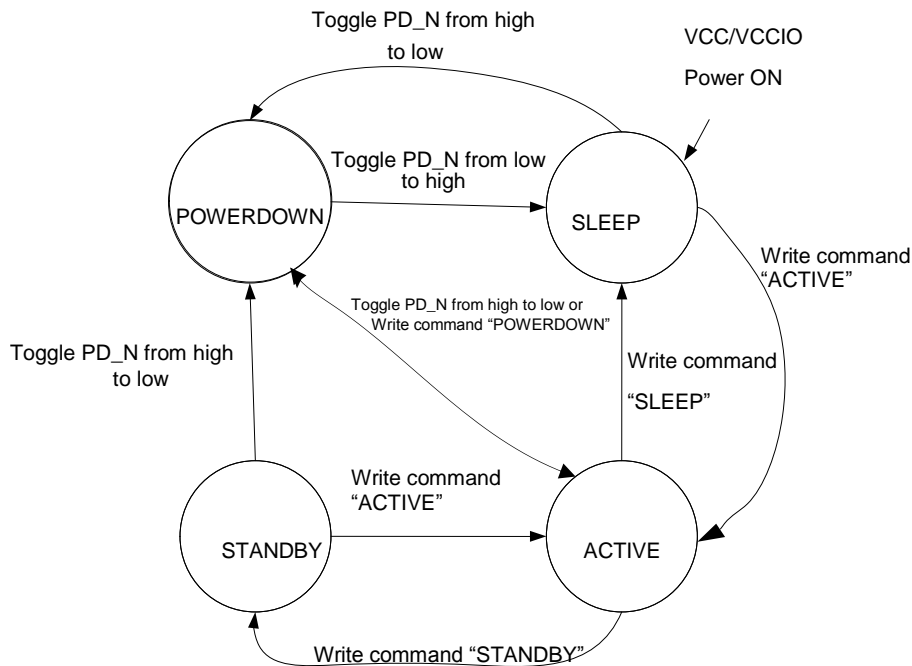 Toggle PD_N from high
to low
VCC/VCCIO
Power ON
Toggle PD_N from low
to high
POWERDOWN
SLEEP
Write command
“ACTIVE”
Toggle PD_N from high to low or
Write command “POWERDOWN”
Toggle PD_N from high
to low
Write command
“SLEEP”
Write command
“ACTIVE”
STANDBY
ACTIVE
Write command “STANDBY”